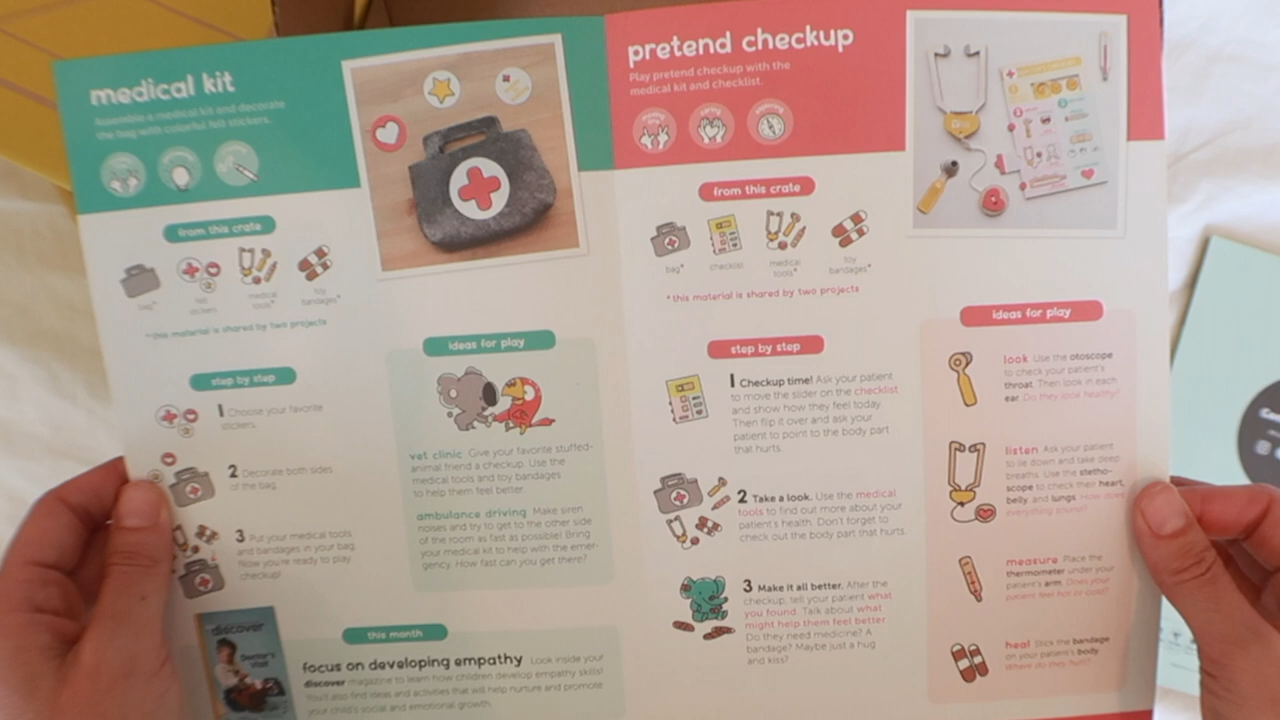 medical kit
Assemble a medical kit and decorate
the bag with colorful felt stickers.
from this crate
bag*
felt
stickers
medical
tools*
toy
bandages*
*this material is shared by two projects
step by step
1 Choose your favorite
stickers.
2 Decorate both sides
of the bag.
3 Put your medical tools
and bandages in your bag.
Now you're ready to play
checkup!
ideas for play
vet clinic Give your favorite stuffed-
animal friend a checkup. Use the
medical tools and toy bandages
to help them feel better.
ambulance driving Make siren
noises and try to get to the other side
of the room as fast as possible! Bring
your medical kit to help with the emer-
gency. How fast can you get there?
discover
Doctor's
Visit
this month
focus on developing empathy Look inside your
discover magazine to learn how children develop empathy skills!
You'll also find ideas and activities that will help nurture and promote
your child's social and emotional growth.
pretend checkup
Play pretend checkup with the
medical kit and checklist.
from this crate
bag*
checklist
medical
tools*
toy
bandages*
*this material is shared by two projects
step by step
1 Checkup time! Ask your patient
to move the slider on the checklist
and show how they feel today.
Then flip it over and ask your
patient to point to the body part
that hurts.
2 Take a look. Use the medical
tools to find out more about your
patient's health. Don't forget to
check out the body part that hurts.
3 Make it all better. After the
checkup, tell your patient what
you found. Talk about what
might help them feel better.
Do they need medicine? A
bandage? Maybe just a hug
and kiss?
ideas for play
look Use the otoscope
to check your patient's
throat. Then look in each
ear. Do they look healthy?
listen Ask your patient
to lie down and take deep
breaths. Use the stetho-
scope to check their heart,
belly, and lungs. How does
everything sound?
measure Place the
thermometer under your
patient's arm. Does your
patient feel hot or cold?
heal Stick the bandage
on your patient's body.
Where do they hurt?